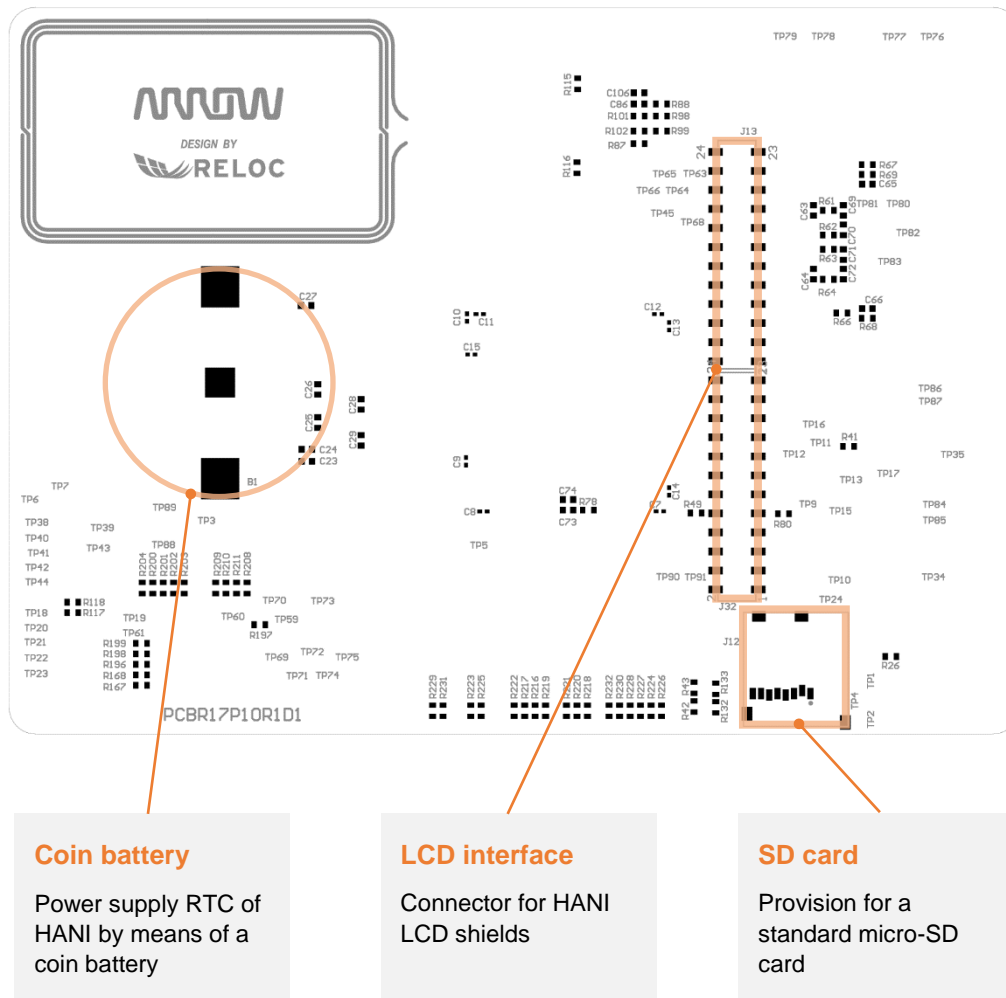 ARROW
DESIGN BY
RELOC
TP79 TP78 TP77 TP76
R115
C106
C86 R88
R101 R98
R102 R99
R87
R116
J13
24 23
TP65 TP63
TP66 TP64
TP45
TP68
R67
R69
C65
C63 R61 C69
TP81 TP80
R62 C70
TP82
R63 C71
TP83
C64 R64 C72
C66
R66 R68
C27
C10 C11
C12
C13
C15
C26
C28
C25
C29
C24
C23
B1
C9
TP86
TP87
TP16
TP11 R41
TP12
TP35
TP13 TP17
TP7
TP6
TP89
TP3
TP38
TP39
TP40
TP43
TP88
TP41
TP42
TP44
C74
R78
C73
C8
C7
C14
R49
R80
TP9
TP15
TP84
TP85
TP5
R204
R200
R201
R202
R203
R209
R210
R211
R208
TP90 TP91
TP10
TP34
2 1
TP24
J32
R118
R117
TP18
TP19
TP20
TP61
TP21
TP22
TP23
R199
R198
R196
R168
R167
TP70 TP73
TP60 TP59
R197
TP69 TP72 TP75
TP71 TP74
J12
R26
TP1
TP4
TP2
R229
R231
R223
R225
R222
R217
R216
R219
R221
R220
R218
R232
R230
R228
R227
R224
R226
R43
R42
R133
R132
PCBR17P10R1D1
Coin battery
Power supply RTC of
HANI by means of a
coin battery
LCD interface
Connector for HANI
LCD shields
SD card
Provision for a
standard micro-SD
card